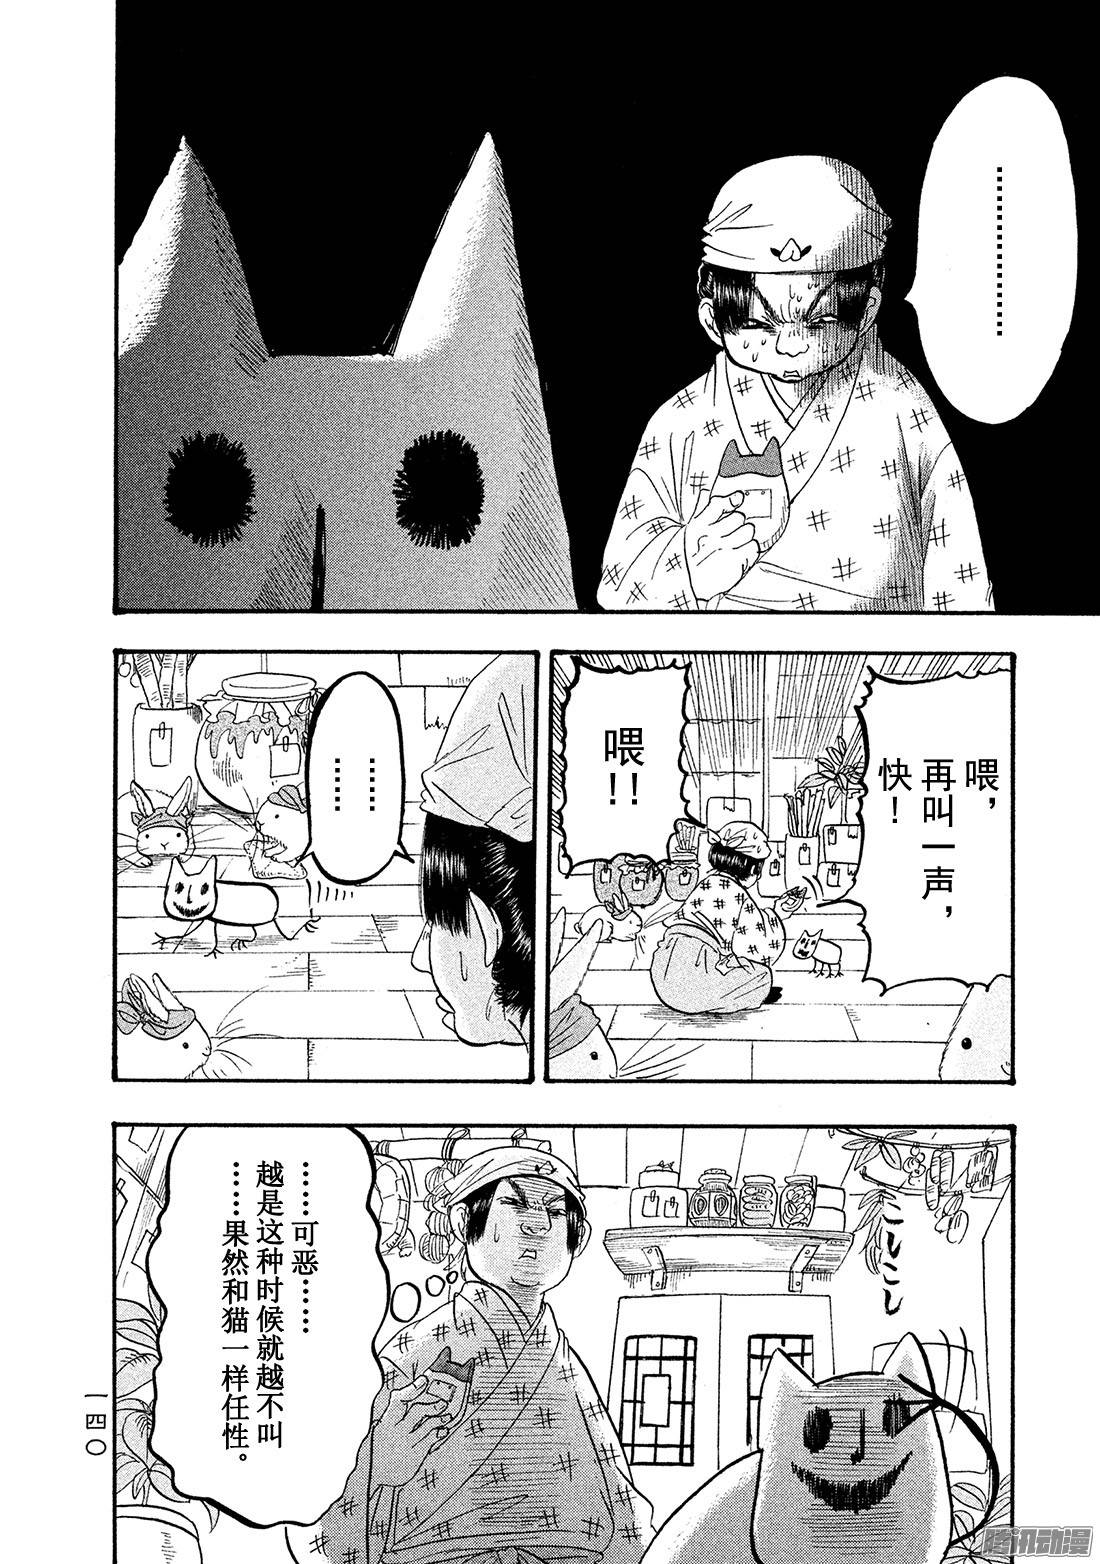 …………
喂，
再叫一声，
快！
喂!!
……
……
……可恶……
越是这种时候就越不叫
……果然和猫一样任性。
こしこし
一四〇
腾讯动漫